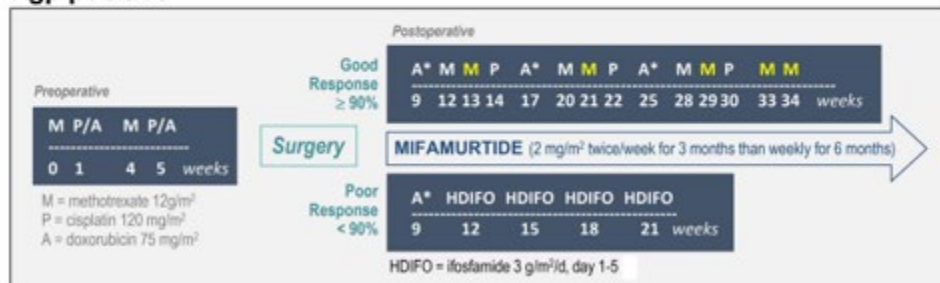 Preoperative
M P/A M P/A
0 1 4 5 weeks
M = methotrexate 12g/m²
P = cisplatin 120 mg/m²
A = doxorubicin 75 mg/m²
Surgery
Postoperative
Good
Response
≥ 90%
A* M M P A* M M P A* M M P M M
9 12 13 14 17 20 21 22 25 28 29 30 33 34 weeks
MIFAMURTIDE (2 mg/m² twice/week for 3 months than weekly for 6 months)
Poor
Response
< 90%
A* HDIFO HDIFO HDIFO HDIFO
9 12 15 18 21 weeks
HDIFO = ifosfamide 3 g/m²/d, day 1-5